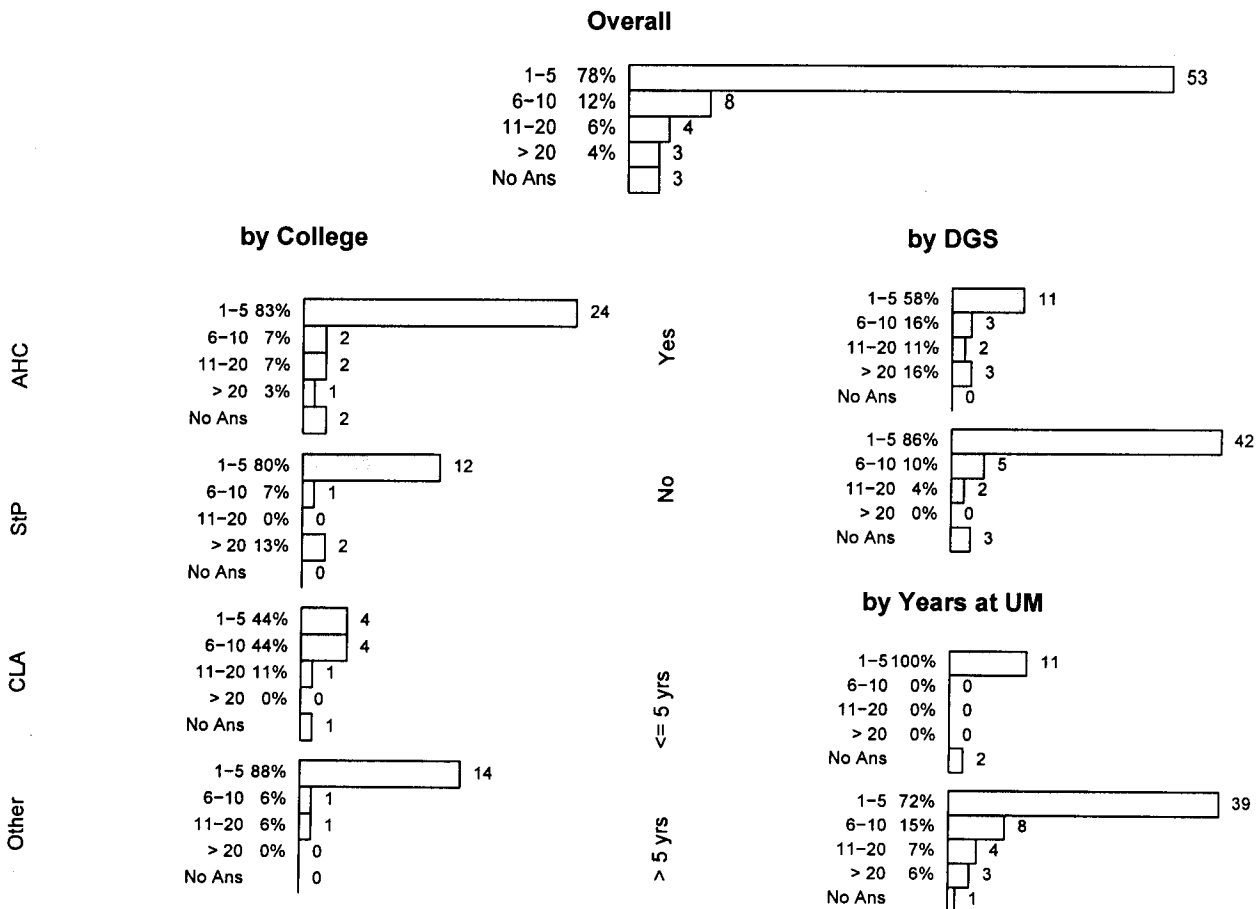 Overall
1–5 78% 53
6–10 12% 8
11–20 6% 4
> 20 4% 3
No Ans 3
by College
AHC
1–5 83% 24
6–10 7% 2
11–20 7% 2
> 20 3% 1
No Ans 2
StP
1–5 80% 12
6–10 7% 1
11–20 0% 0
> 20 13% 2
No Ans 0
CLA
1–5 44% 4
6–10 44% 4
11–20 11% 1
> 20 0% 0
No Ans 1
Other
1–5 88% 14
6–10 6% 1
11–20 6% 1
> 20 0% 0
No Ans 0
by DGS
Yes
1–5 58% 11
6–10 16% 3
11–20 11% 2
> 20 16% 3
No Ans 0
No
1–5 86% 42
6–10 10% 5
11–20 4% 2
> 20 0% 0
No Ans 3
by Years at UM
<= 5 yrs
1–5 100% 11
6–10 0% 0
11–20 0% 0
> 20 0% 0
No Ans 2
> 5 yrs
1–5 72% 39
6–10 15% 8
11–20 7% 4
> 20 6% 3
No Ans 1